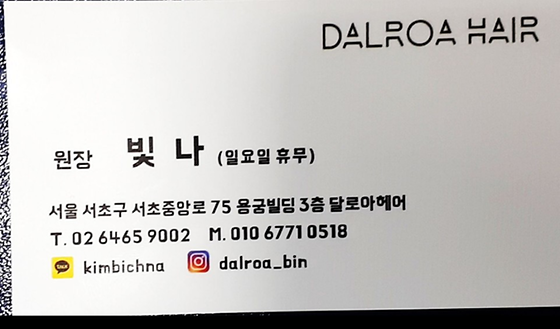 DALROA HAIR
원장 빛 나 (일요일 휴무)
서울 서초구 서초중앙로 75 용궁빌딩 3층 달로아헤어
T. 02 6465 9002 M. 010 6771 0518
TALK kimbichna dalroa_bin